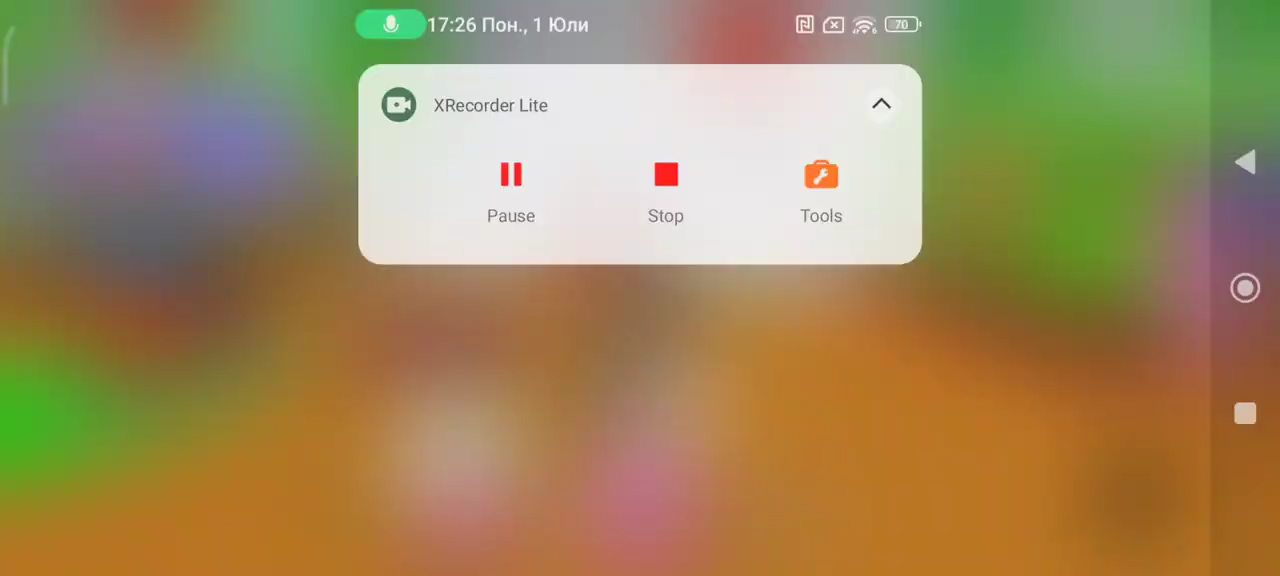 17:26 Пон., 1 Юли
70
XRecorder Lite
Pause
Stop
Tools